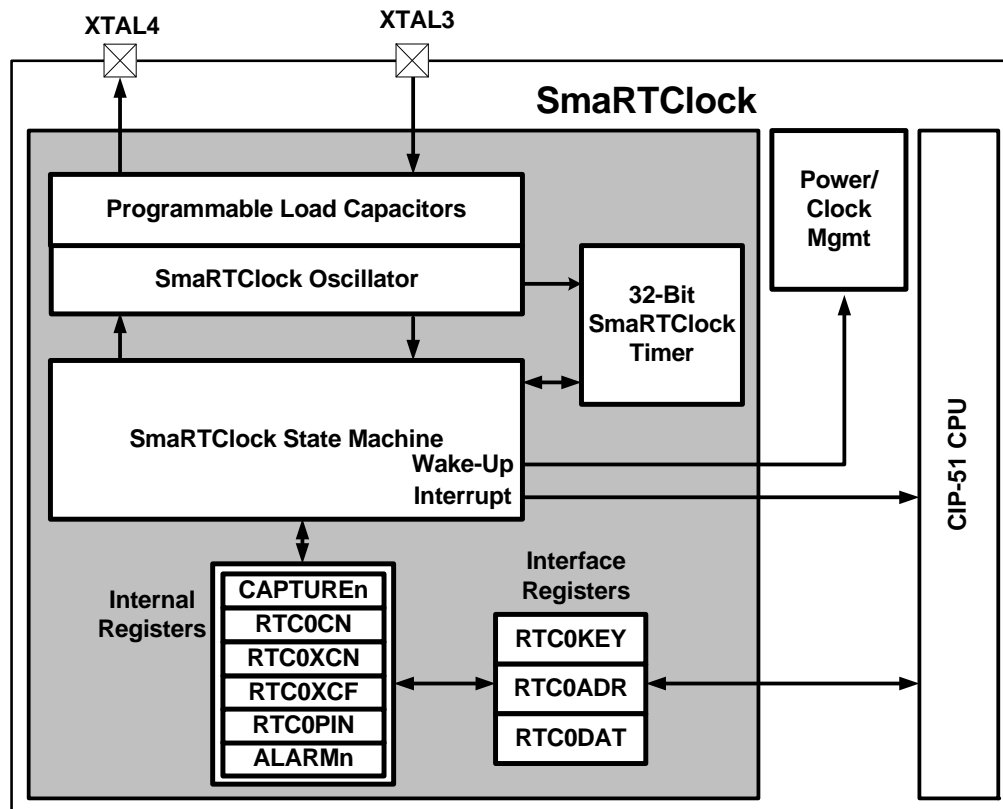 XTAL4
XTAL3
SmaRTClock
Programmable Load Capacitors
SmaRTClock Oscillator
32-Bit
SmaRTClock
Timer
Power/
Clock
Mgmt
SmaRTClock State Machine
Wake-Up
Interrupt
CIP-51 CPU
Internal
Registers
CAPTUREn
RTC0CN
RTC0XCN
RTC0XCF
RTC0PIN
ALARMn
Interface
Registers
RTC0KEY
RTC0ADR
RTC0DAT